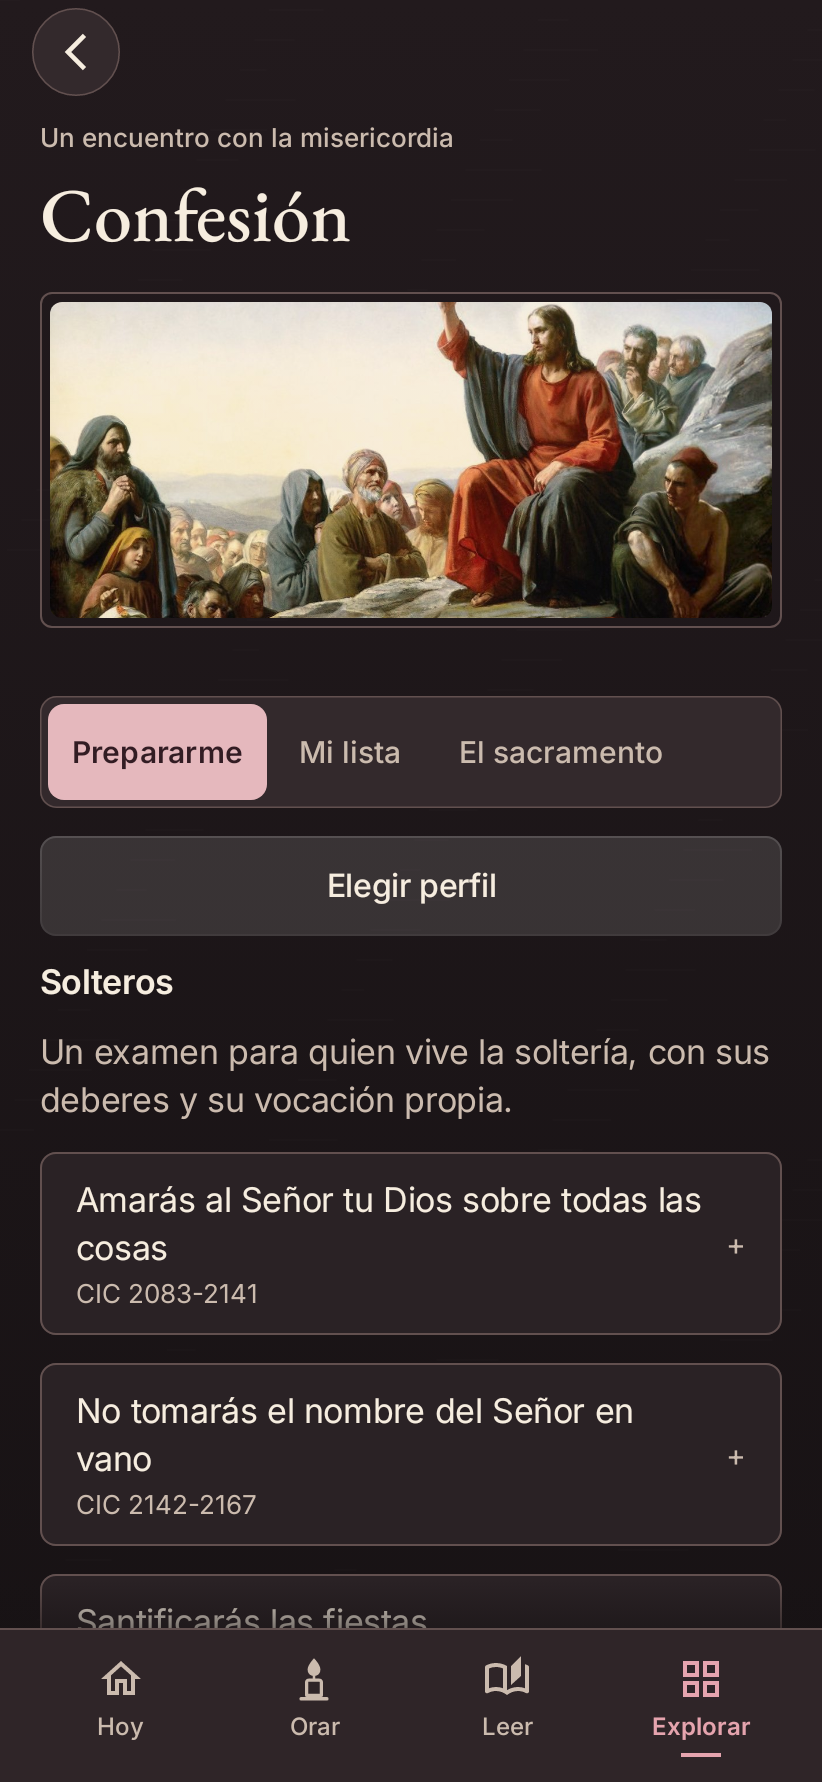 Un encuentro con la misericordia
Confesión
Prepararme
Mi lista
El sacramento
Elegir perfil
Solteros
Un examen para quien vive la soltería, con sus
deberes y su vocación propia.
Amarás al Señor tu Dios sobre todas las
cosas
CIC 2083-2141
+
No tomarás el nombre del Señor en
vano
CIC 2142-2167
+
Santificarás las fiestas
Hoy
Orar
Leer
Explorar